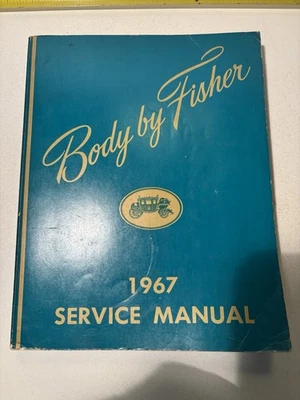 Body by Fisher
1967
SERVICE MANUAL